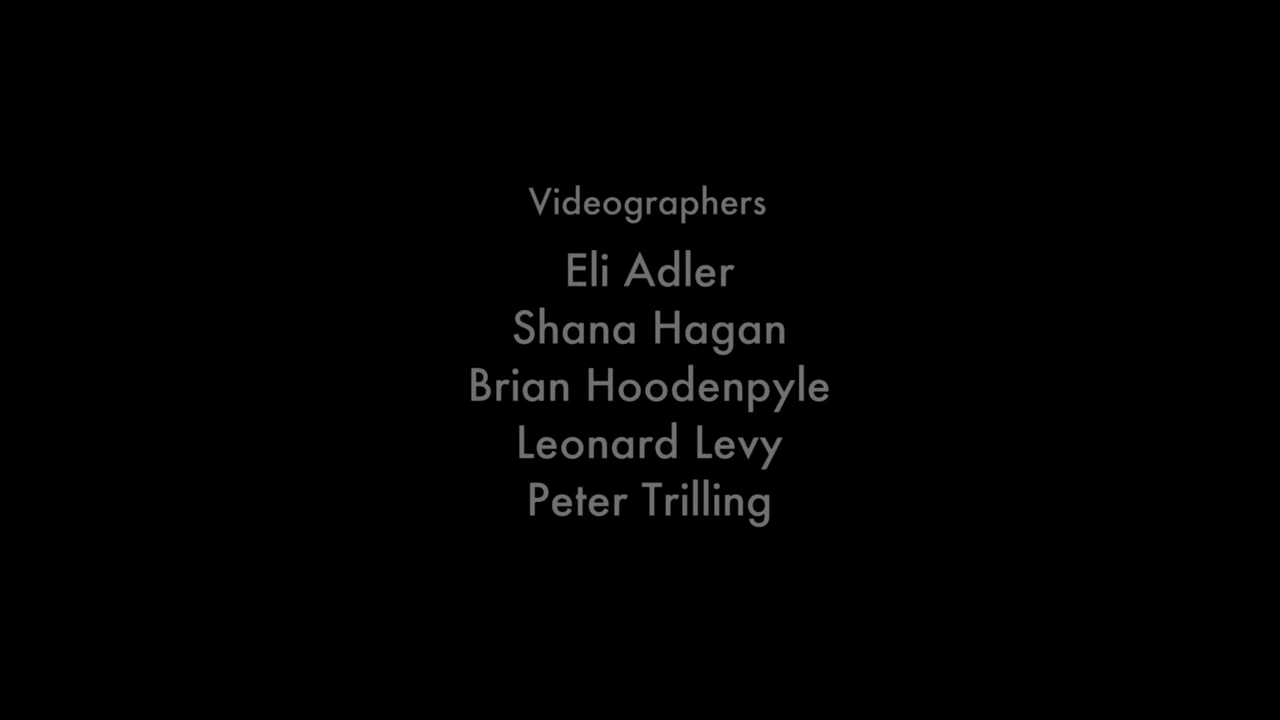 Videographers
Eli Adler
Shana Hagan
Brian Hoodenpyle
Leonard Levy
Peter Trilling